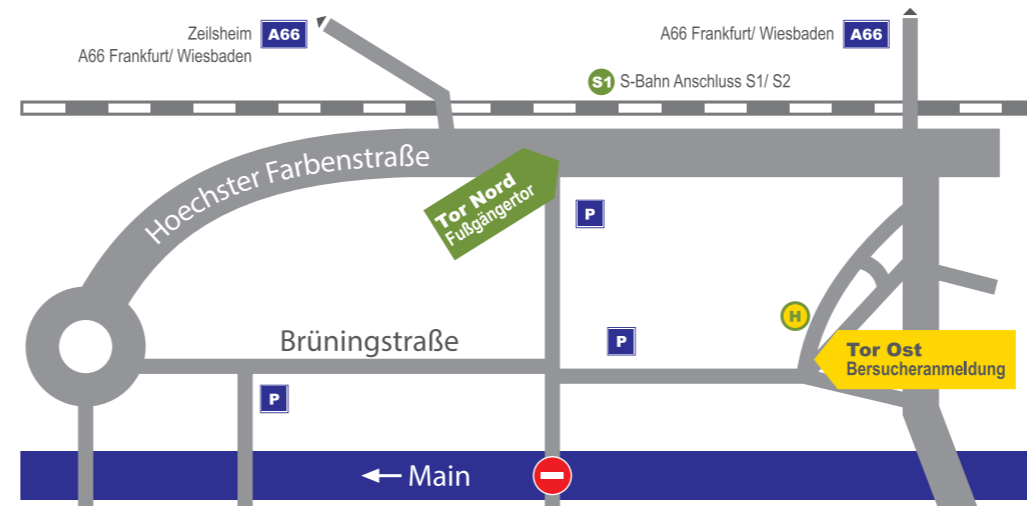 Zeilsheim A66
A66 Frankfurt/ Wiesbaden
A66 Frankfurt/ Wiesbaden A66
S1 S-Bahn Anschluss S1/ S2
Hoechster Farbenstraße
Tor Nord
Fußgängertor
P
H
Brüningstraße
P
Tor Ost
Bersucheranmeldung
P
Main